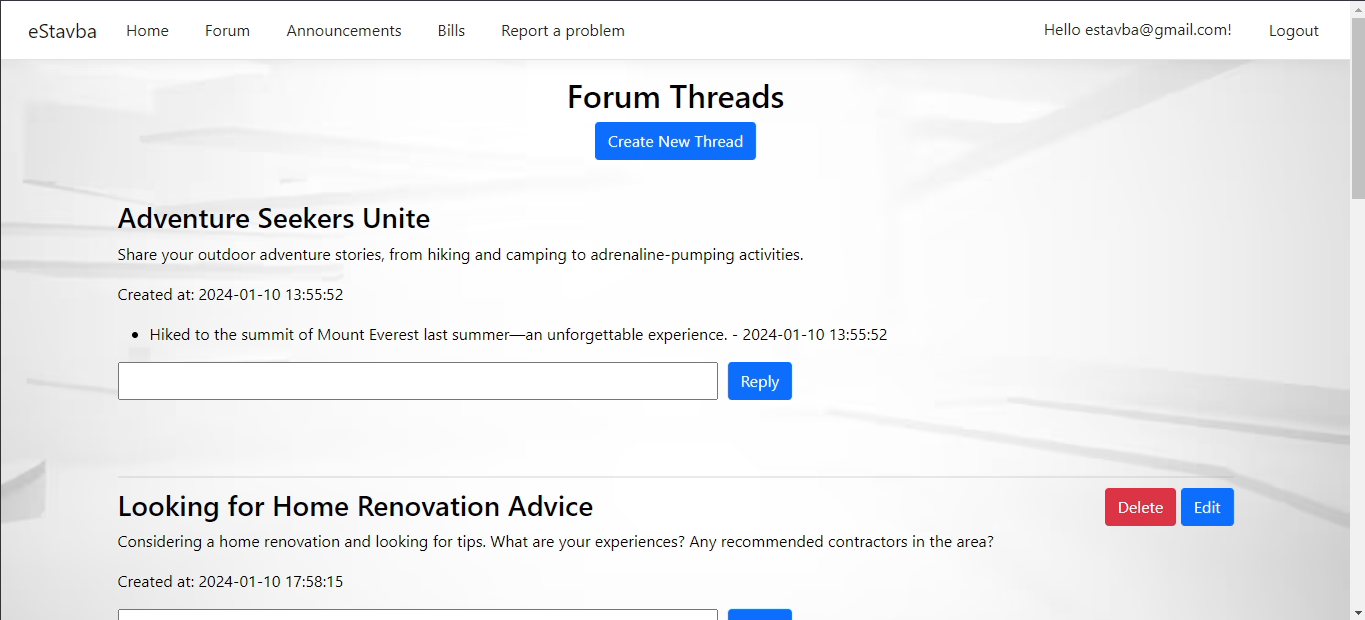 eStavba Home Forum Announcements Bills Report a problem Hello estavba@gmail.com! Logout
Forum Threads
Create New Thread
Adventure Seekers Unite
Share your outdoor adventure stories, from hiking and camping to adrenaline-pumping activities.
Created at: 2024-01-10 13:55:52
Hiked to the summit of Mount Everest last summer—an unforgettable experience. - 2024-01-10 13:55:52
Reply
Looking for Home Renovation Advice Delete Edit
Considering a home renovation and looking for tips. What are your experiences? Any recommended contractors in the area?
Created at: 2024-01-10 17:58:15